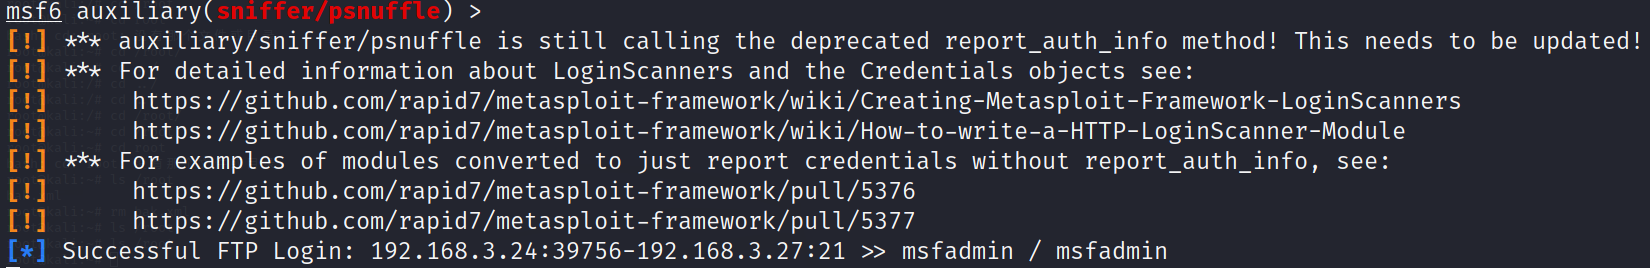 msf6 auxiliary(sniffer/psnuffle) >
[!] *** auxiliary/sniffer/psnuffle is still calling the deprecated report_auth_info method! This needs to be updated!
[!] *** For detailed information about LoginScanners and the Credentials objects see:
[!]     https://github.com/rapid7/metasploit-framework/wiki/Creating-Metasploit-Framework-LoginScanners
[!]     https://github.com/rapid7/metasploit-framework/wiki/How-to-write-a-HTTP-LoginScanner-Module
[!] *** For examples of modules converted to just report credentials without report_auth_info, see:
[!]     https://github.com/rapid7/metasploit-framework/pull/5376
[!]     https://github.com/rapid7/metasploit-framework/pull/5377
[*] Successful FTP Login: 192.168.3.24:39756-192.168.3.27:21 >> msfadmin / msfadmin